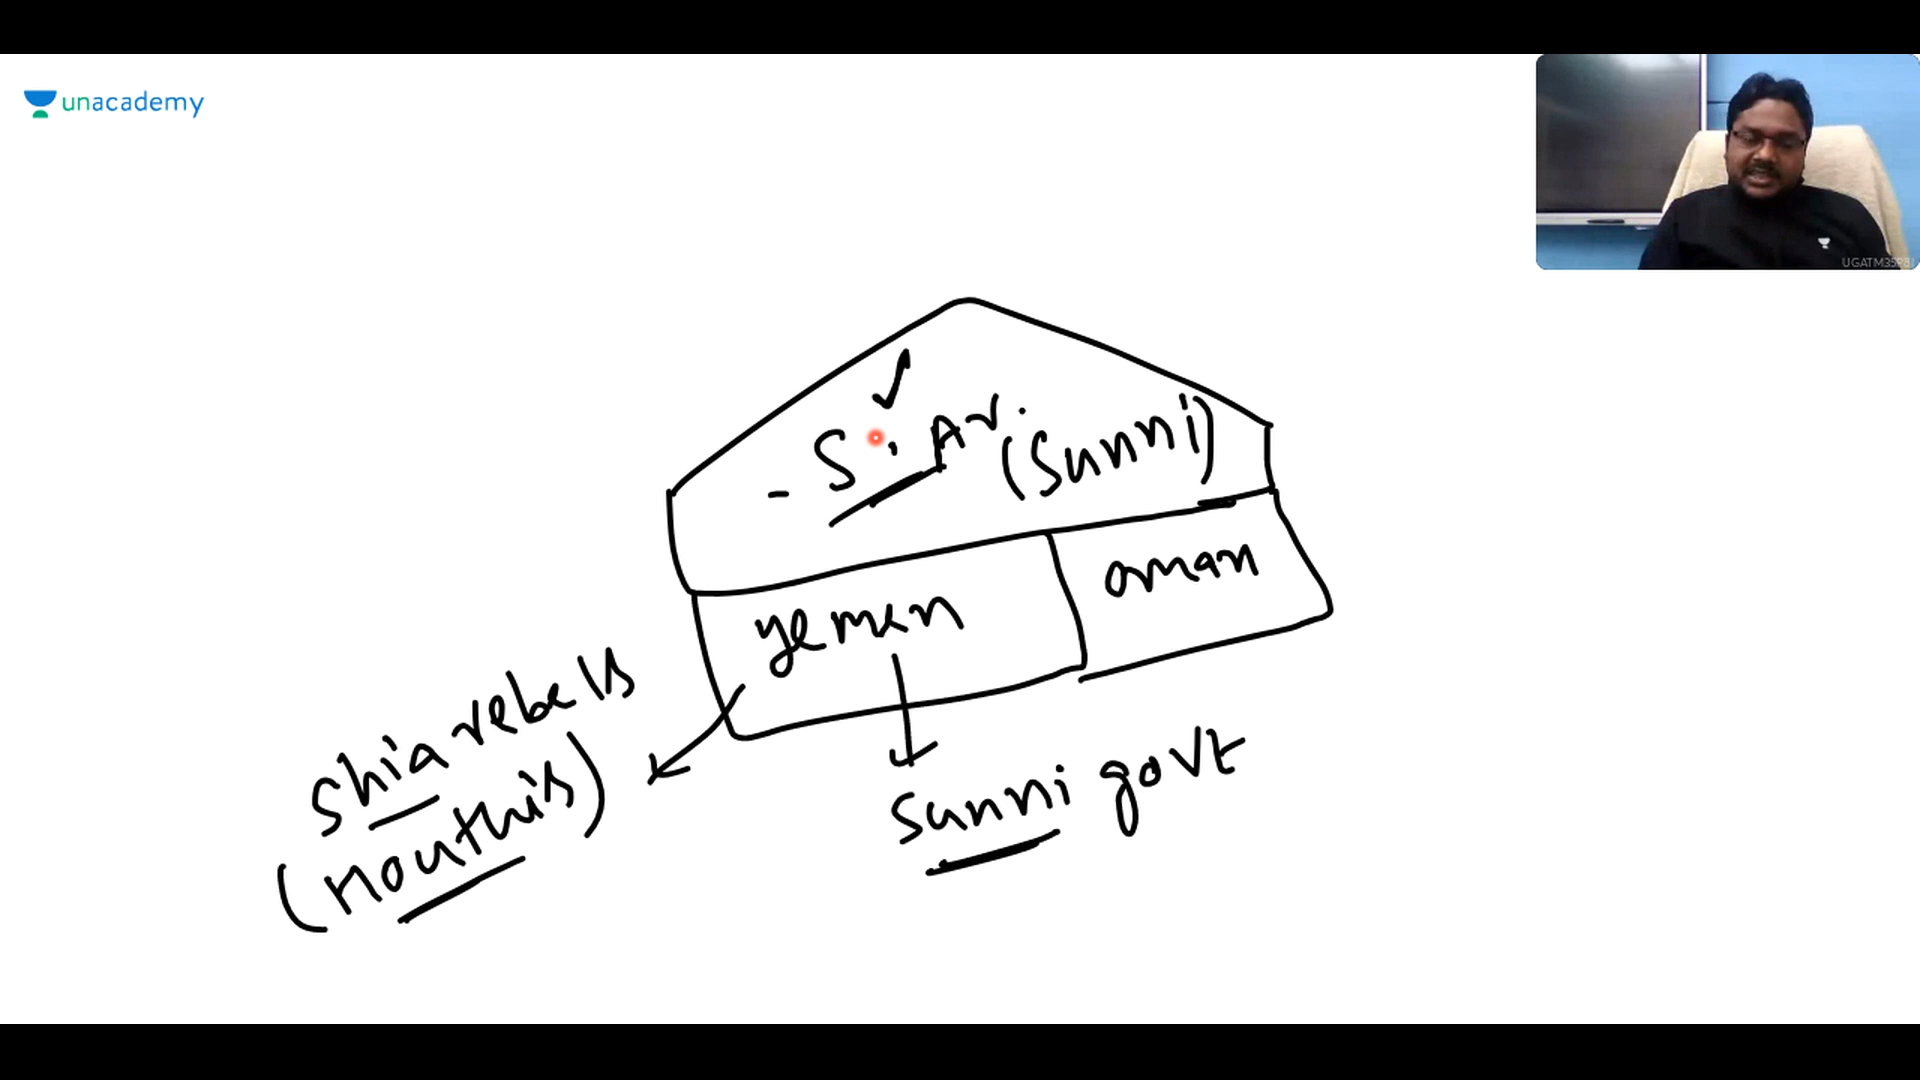 unacademy
- S. Ar. (Sunni)
yemen
oman
Shia rebels
(Houthis)
Sunni govt